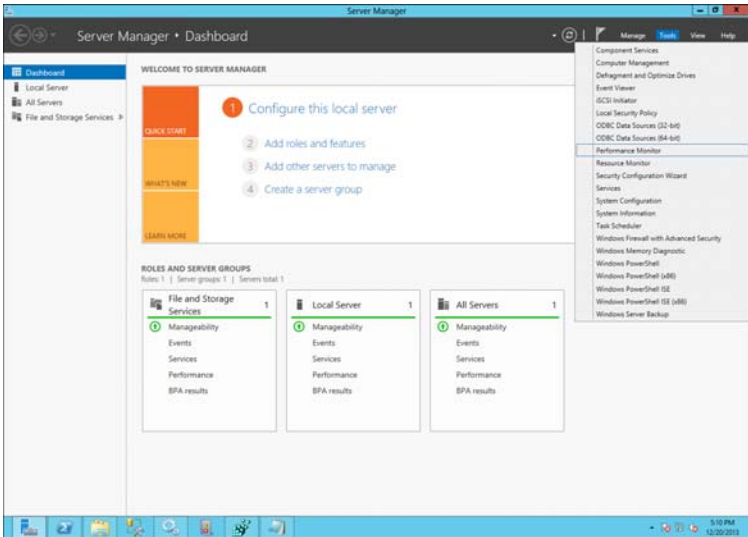 Server Manager
Server Manager • Dashboard
Manage Tools View Help
Dashboard
Local Server
All Servers
File and Storage Services
WELCOME TO SERVER MANAGER
QUICK START
WHAT'S NEW
LEARN MORE
1 Configure this local server
2 Add roles and features
3 Add other servers to manage
4 Create a server group
ROLES AND SERVER GROUPS
Roles: 1 | Server groups: 1 | Servers total: 1
File and Storage Services 1
Manageability
Events
Services
Performance
BPA results
Local Server 1
Manageability
Events
Services
Performance
BPA results
All Servers 1
Manageability
Events
Services
Performance
BPA results
Component Services
Computer Management
Defragment and Optimize Drives
Event Viewer
iSCSI Initiator
Local Security Policy
ODBC Data Sources (32-bit)
ODBC Data Sources (64-bit)
Performance Monitor
Resource Monitor
Security Configuration Wizard
Services
System Configuration
System Information
Task Scheduler
Windows Firewall with Advanced Security
Windows Memory Diagnostic
Windows PowerShell
Windows PowerShell (x86)
Windows PowerShell ISE
Windows PowerShell ISE (x86)
Windows Server Backup
5:10 PM
12/20/2013